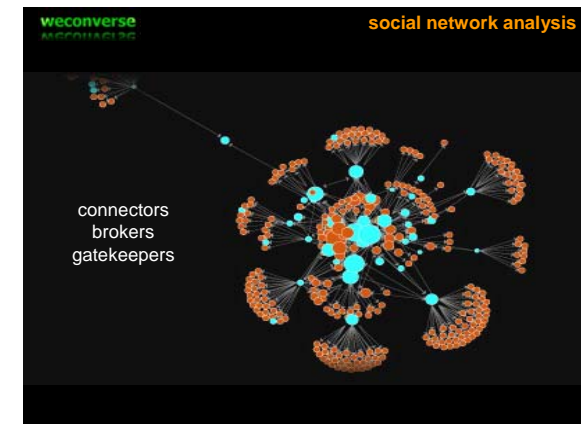 weconverse
social network analysis
connectors
brokers
gatekeepers